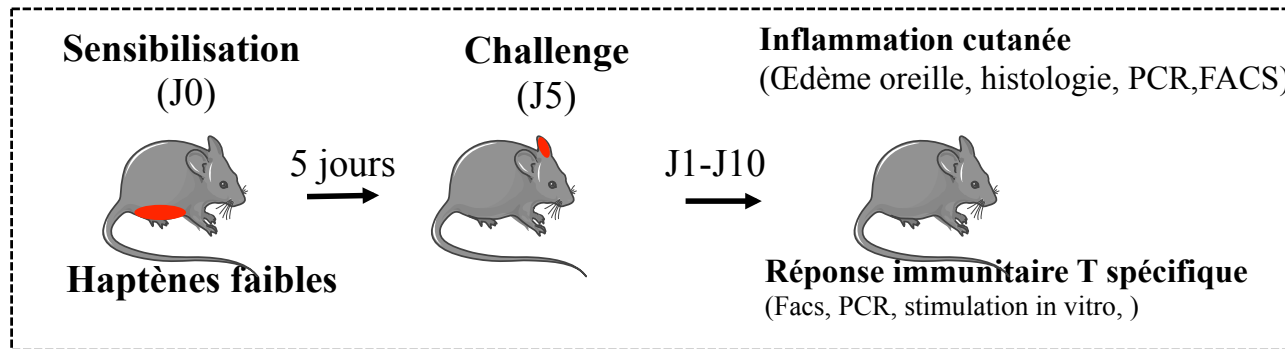 Sensibilisation
(J0)
5 jours
Haptènes faibles
Challenge
(J5)
J1-J10
Inflammation cutanée
(Œdème oreille, histologie, PCR,FACS)
Réponse immunitaire T spécifique
(Facs, PCR, stimulation in vitro, )